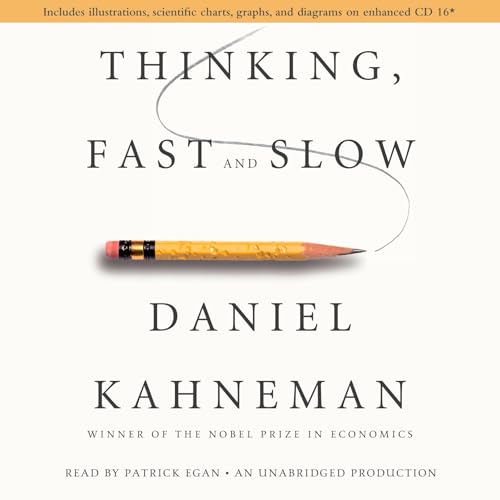 Includes illustrations, scientific charts, graphs, and diagrams on enhanced CD 16*
THINKING,
FAST AND SLOW
DANIEL
KAHNEMAN
WINNER OF THE NOBEL PRIZE IN ECONOMICS
READ BY PATRICK EGAN • AN UNABRIDGED PRODUCTION